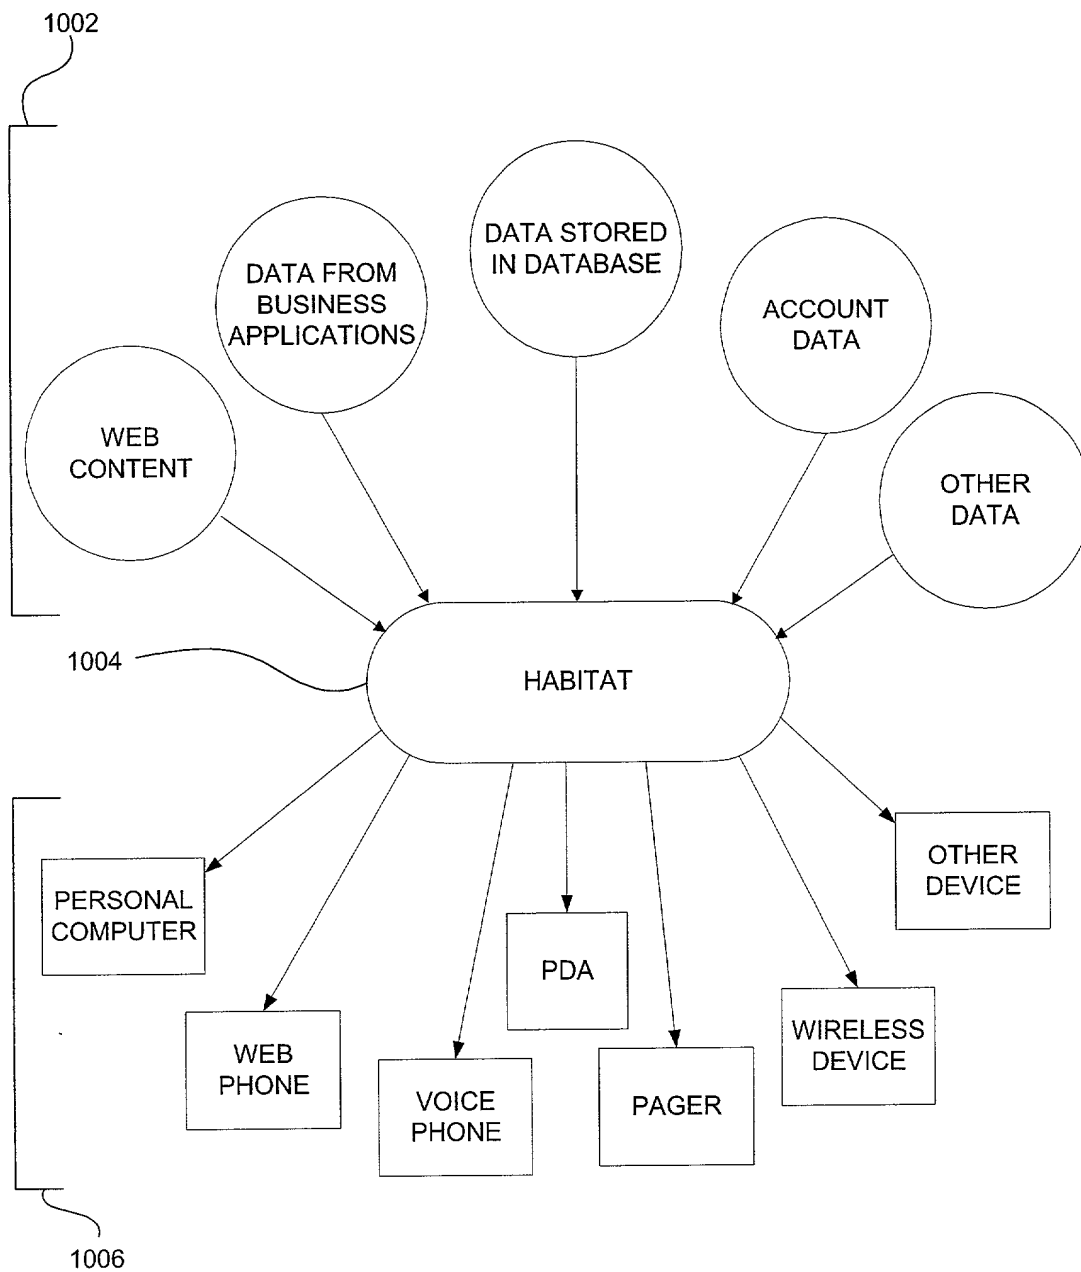 1002
DATA STORED
IN DATABASE
DATA FROM
BUSINESS
APPLICATIONS
ACCOUNT
DATA
WEB
CONTENT
OTHER
DATA
1004
HABITAT
OTHER
DEVICE
PERSONAL
COMPUTER
PDA
WIRELESS
DEVICE
WEB
PHONE
VOICE
PHONE
PAGER
1006